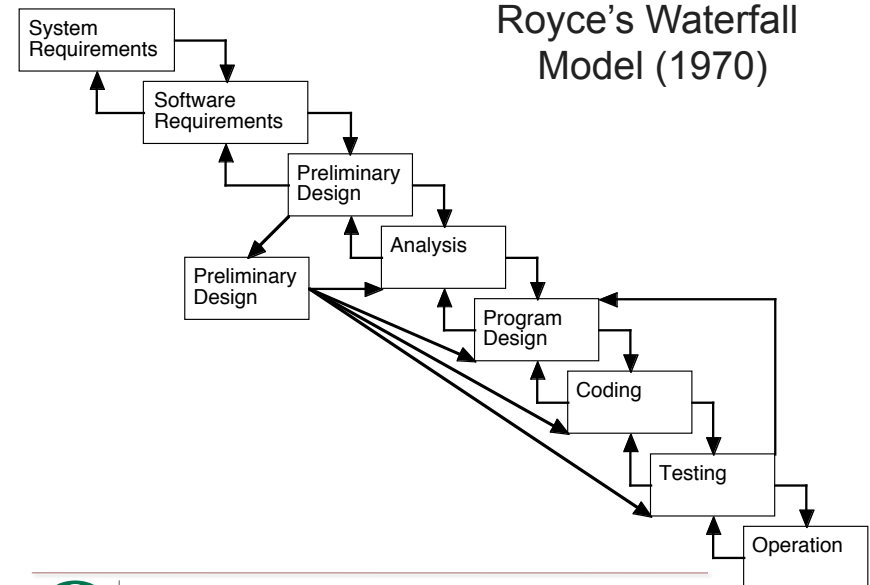 Royce’s Waterfall
Model (1970)
System
Requirements
Software
Requirements
Preliminary
Design
Analysis
Preliminary
Design
Program
Design
Coding
Testing
Operation